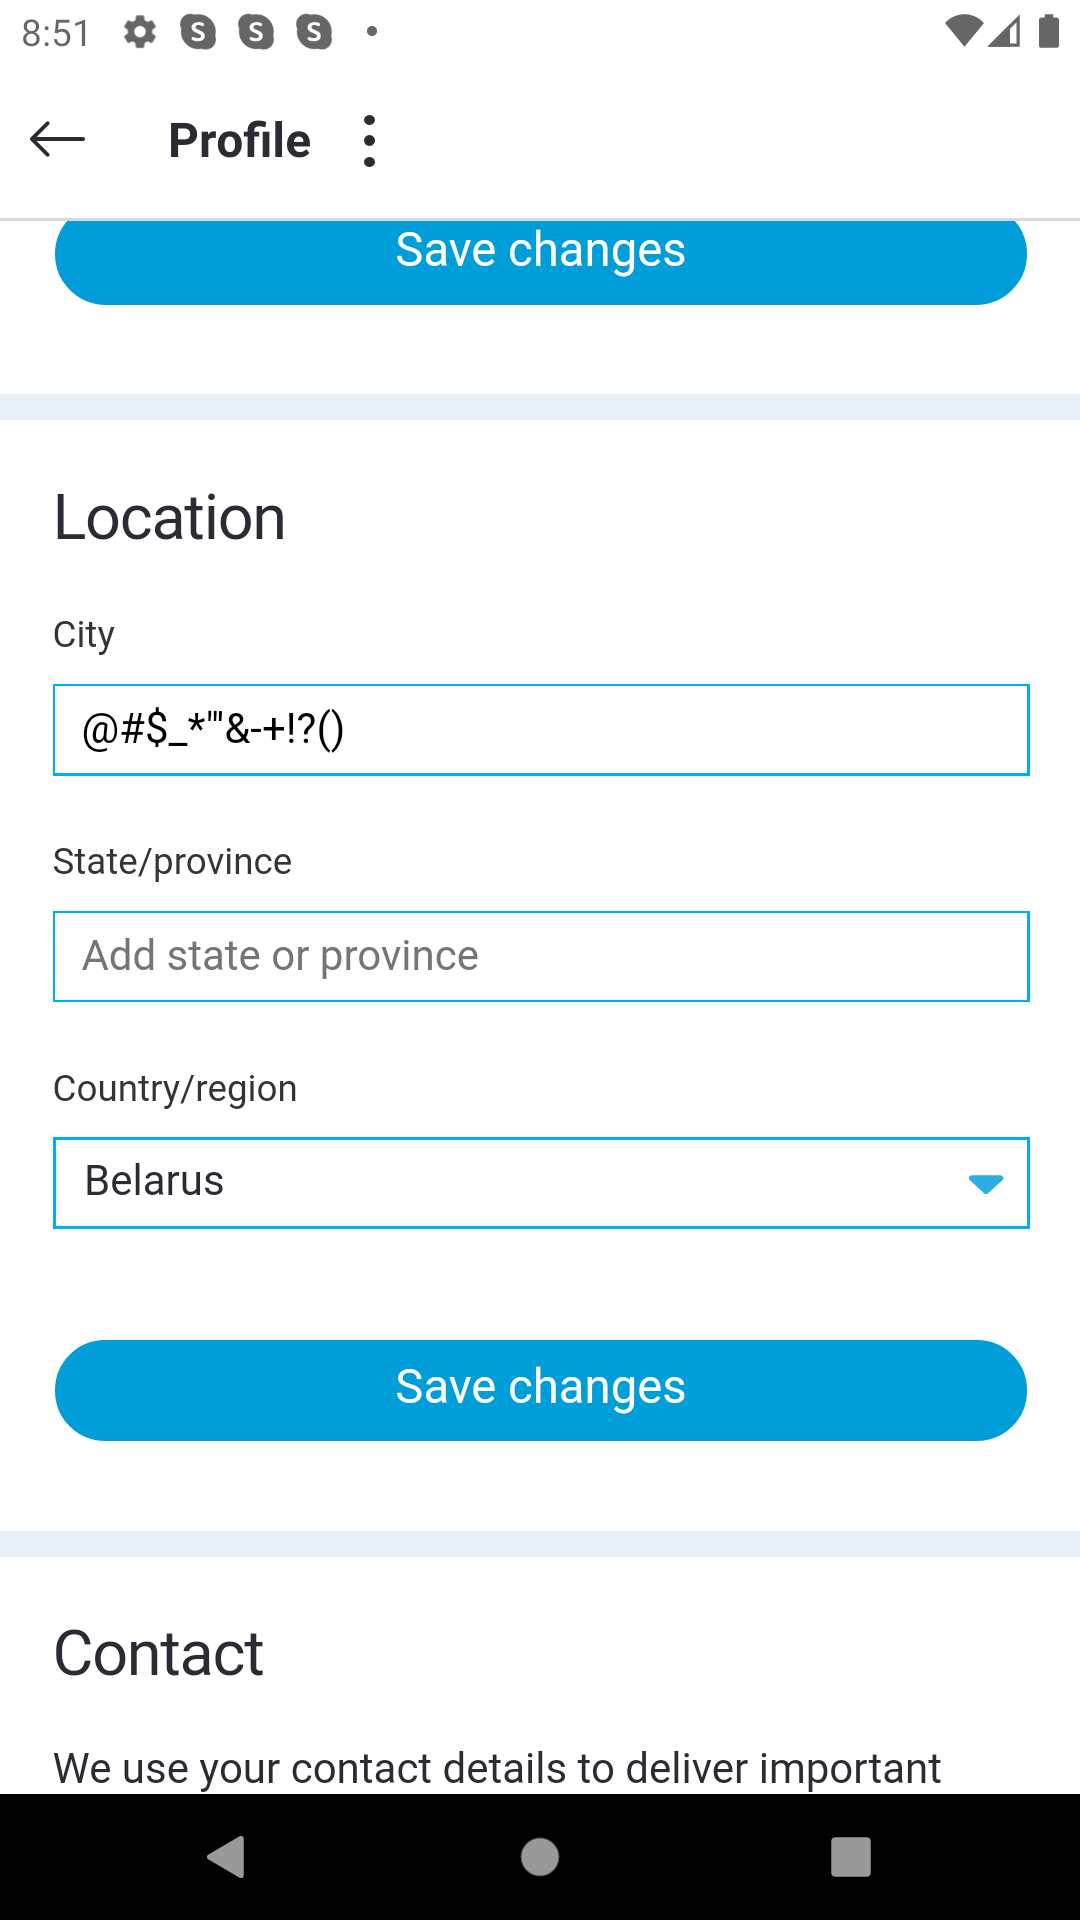 8:51
Profile
Save changes
Location
City
@#$_*"'&-+!?()
State/province
Add state or province
Country/region
Belarus
Save changes
Contact
We use your contact details to deliver important